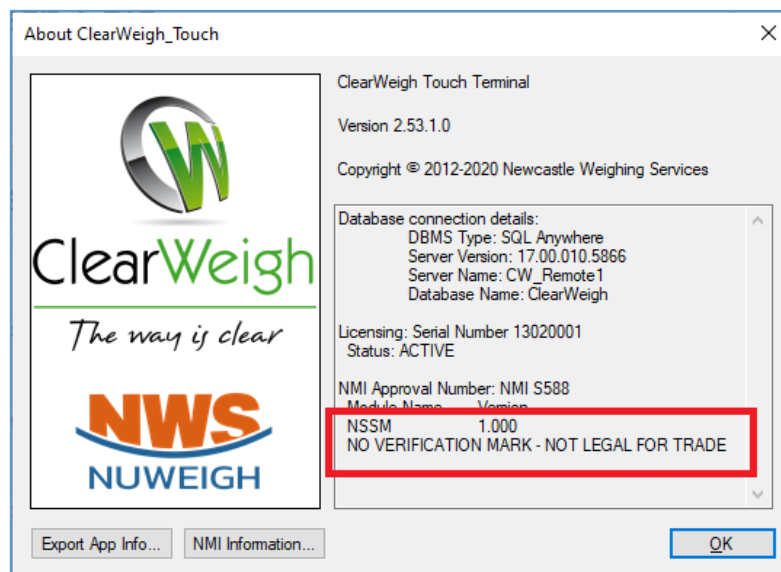 About ClearWeigh_Touch
ClearWeigh Touch Terminal
Version 2.53.1.0
Copyright © 2012-2020 Newcastle Weighing Services
W
ClearWeigh
The way is clear
NWS
NUWEIGH
Database connection details:
DBMS Type: SQL Anywhere
Server Version: 17.00.010.5866
Server Name: CW_Remote1
Database Name: ClearWeigh
Licensing: Serial Number 13020001
Status: ACTIVE
NMI Approval Number: NMI S588
Module Name Version
NSSM 1.000
NO VERIFICATION MARK - NOT LEGAL FOR TRADE
Export App Info...
NMI Information...
OK